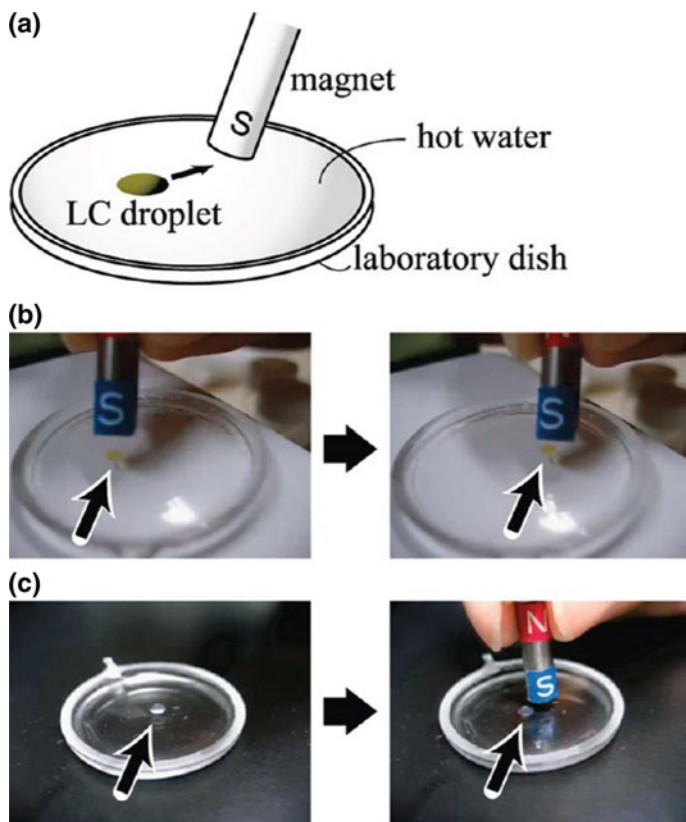 (a)
magnet
S
hot water
LC droplet
laboratory dish
(b)
S
N
S
(c)
N
S